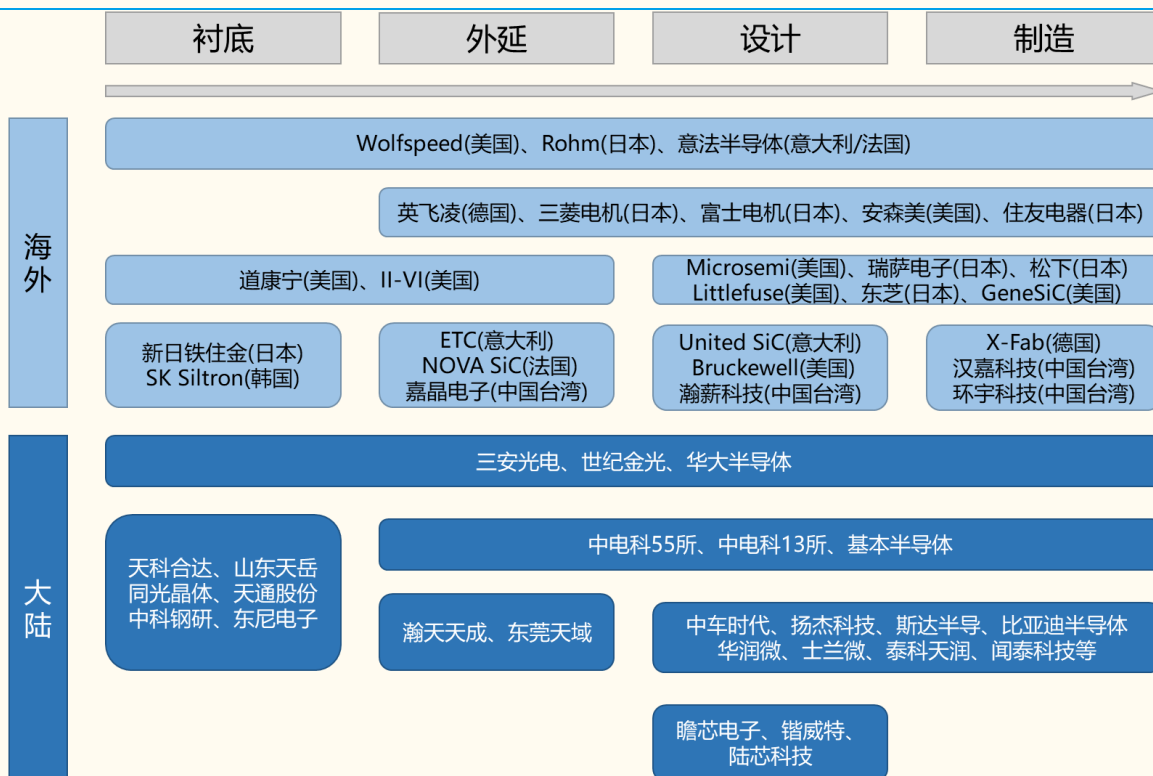 衬底
外延
设计
制造
海外
Wolfspeed(美国)、Rohm(日本)、意法半导体(意大利/法国)
英飞凌(德国)、三菱电机(日本)、富士电机(日本)、安森美(美国)、住友电器(日本)
道康宁(美国)、II-VI(美国)
Microsemi(美国)、瑞萨电子(日本)、松下(日本)
Littlefuse(美国)、东芝(日本)、GeneSiC(美国)
新日铁住金(日本)
SK Siltron(韩国)
ETC(意大利)
NOVA SiC(法国)
嘉晶电子(中国台湾)
United SiC(意大利)
Bruckewell(美国)
瀚薪科技(中国台湾)
X-Fab(德国)
汉嘉科技(中国台湾)
环宇科技(中国台湾)
大陆
三安光电、世纪金光、华大半导体
中电科55所、中电科13所、基本半导体
天科合达、山东天岳
同光晶体、天通股份
中科钢研、东尼电子
瀚天天成、东莞天域
中车时代、扬杰科技、斯达半导、比亚迪半导体
华润微、士兰微、泰科天润、闻泰科技等
瞻芯电子、锴威特、
陆芯科技